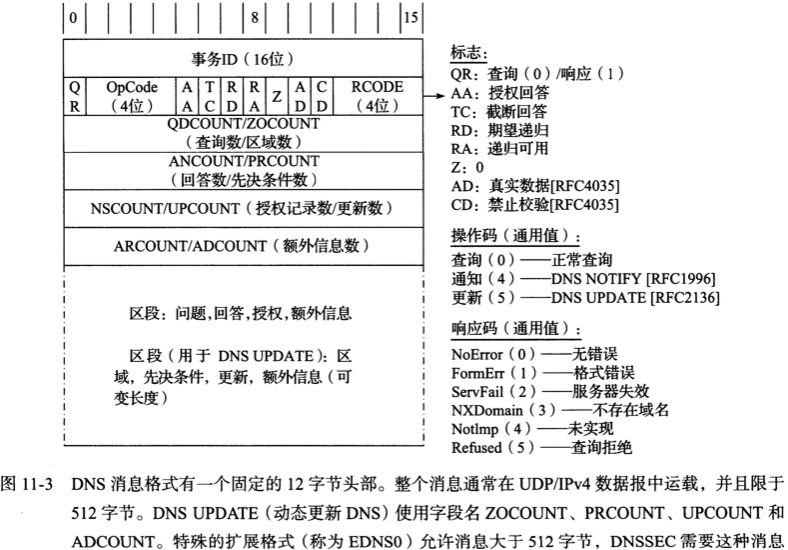 0 8 15
事务ID（16位）
Q
R
OpCode
（4位）
A
A
T
C
R
D
R
A
Z
A
D
C
D
RCODE
（4位）
QDCOUNT/ZOCOUNT
（查询数/区域数）
ANCOUNT/PRCOUNT
（回答数/先决条件数）
NSCOUNT/UPCOUNT（授权记录数/更新数）
ARCOUNT/ADCOUNT（额外信息数）
区段：问题,回答,授权,额外信息
区段（用于 DNS UPDATE）：区
域，先决条件，更新，额外信息（可
变长度）
标志：
QR：查询（0）/响应（1）
AA：授权回答
TC：截断回答
RD：期望递归
RA：递归可用
Z：0
AD：真实数据[RFC4035]
CD：禁止校验[RFC4035]
操作码（通用值）：
查询（0）——正常查询
通知（4）——DNS NOTIFY [RFC1996]
更新（5）——DNS UPDATE [RFC2136]
响应码（通用值）：
NoError（0）——无错误
FormErr（1）——格式错误
ServFail（2）——服务器失效
NXDomain（3）——不存在域名
NotImp（4）——未实现
Refused（5）——查询拒绝
图 11-3 DNS 消息格式有一个固定的 12 字节头部。整个消息通常在 UDP/IPv4 数据报中运载，并且限于
512 字节。DNS UPDATE（动态更新 DNS）使用字段名 ZOCOUNT、PRCOUNT、UPCOUNT 和
ADCOUNT。特殊的扩展格式（称为 EDNS0）允许消息大于 512 字节，DNSSEC 需要这种消息